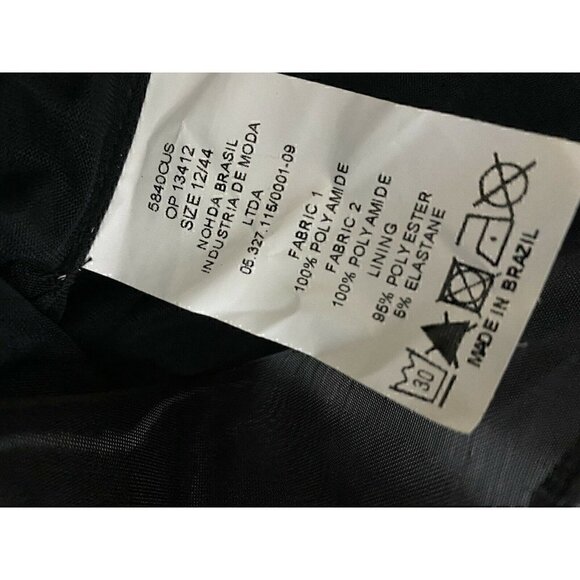 5840CUS
OP 13412
SIZE 12/44
NOHDA BRASIL
INDUSTRIA DE MODA
LTDA
05.327.115/0001-09
FABRIC 1
100% POLYAMIDE
FABRIC 2
100% POLYAMIDE
LINING
95% POLYESTER
5% ELASTANE
30
MADE IN BRAZIL